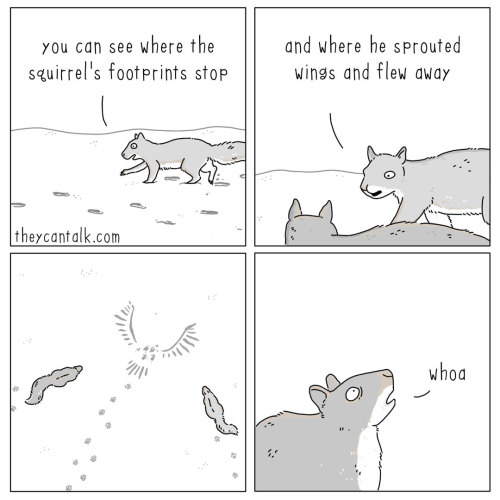 you can see where the
squirrel's footprints stop
theycantalk.com
and where he sprouted
wings and flew away
whoa